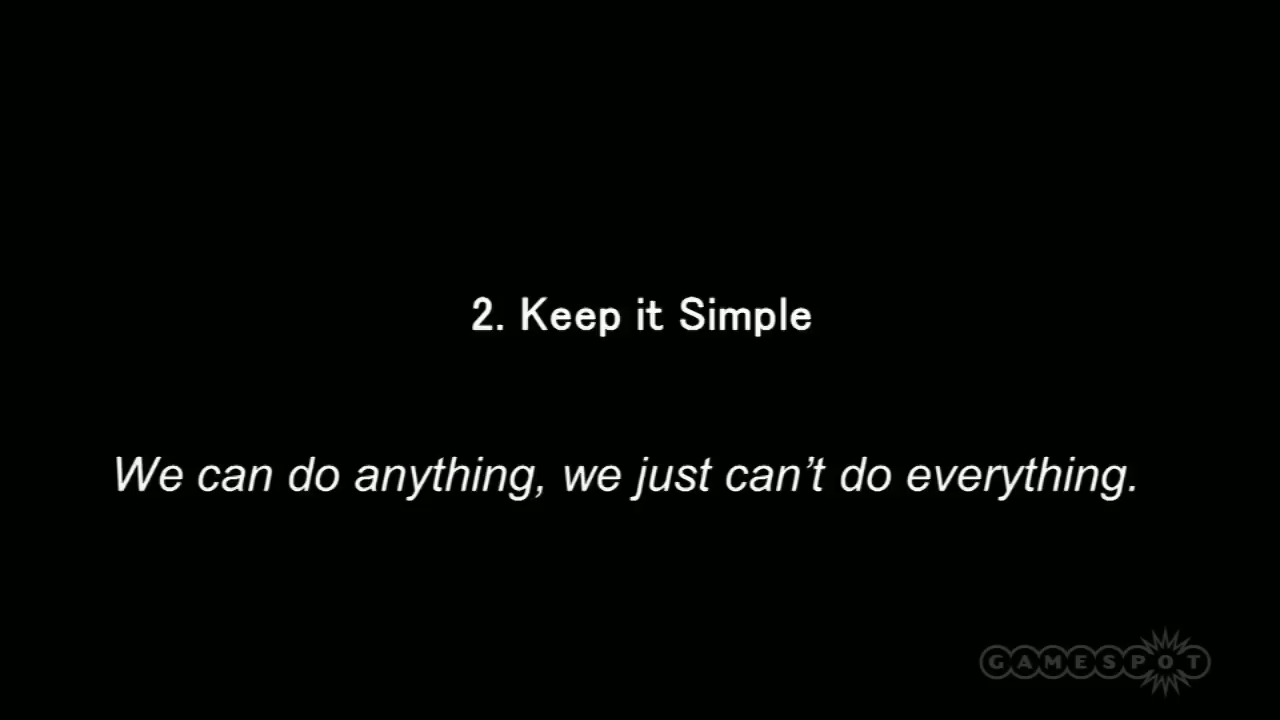 2. Keep it Simple
We can do anything, we just can’t do everything.
GAMESPOT